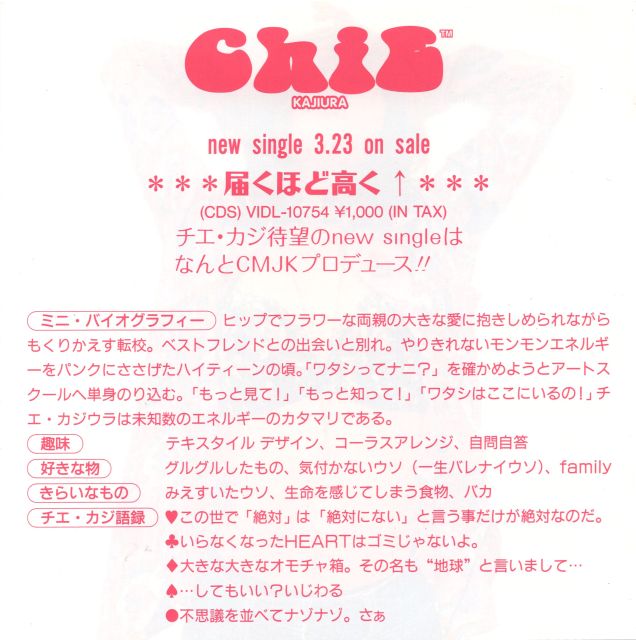 ChiE™
KAJIURA
new single 3.23 on sale
＊＊＊届くほど高く↑＊＊＊
(CDS) VIDL-10754 ¥1,000 (IN TAX)
チエ・カジ待望のnew singleは
なんとCMJKプロデュース!!
ミニ・バイオグラフィー ヒップでフラワーな両親の大きな愛に抱きしめられながら
もくりかえす転校。ベストフレンドとの出会いと別れ。やりきれないモンモンエネルギ
ーをパンクにささげたハイティーンの頃。「ワタシってナニ？」を確かめようとアートス
クールへ単身のり込む。「もっと見て！」「もっと知って！」「ワタシはここにいるの！」チ
エ・カジウラは未知数のエネルギーのカタマリである。
趣味 テキスタイル デザイン、コーラスアレンジ、自問自答
好きな物 グルグルしたもの、気付かないウソ（一生バレナイウソ）、family
きらいなもの みえすいたウソ、生命を感じてしまう食物、バカ
チエ・カジ語録 ♥この世で「絶対」は「絶対にない」と言う事だけが絶対なのだ。
♣いらなくなったHEARTはゴミじゃないよ。
♦大きな大きなオモチャ箱。その名も“地球”と言いまして…
♠…してもいい？いじわる
●不思議を並べてナゾナゾ。さぁ